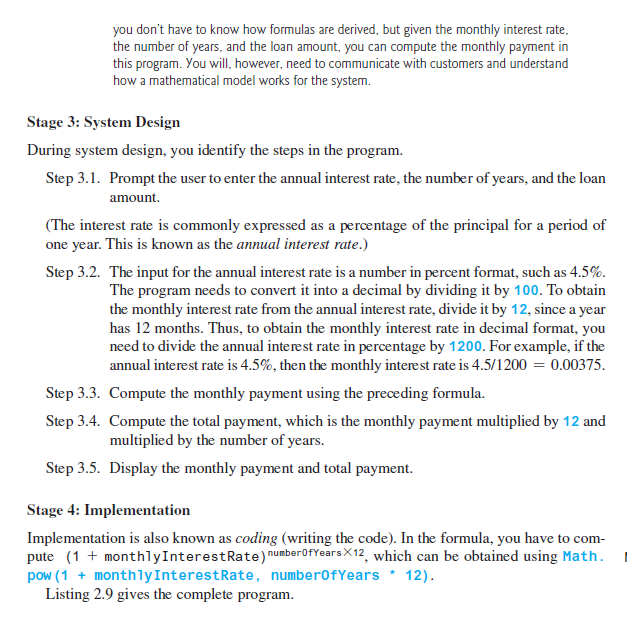 you don't have to know how formulas are derived, but given the monthly interest rate,
the number of years, and the loan amount, you can compute the monthly payment in
this program. You will, however, need to communicate with customers and understand
how a mathematical model works for the system.
Stage 3: System Design
During system design, you identify the steps in the program.
Step 3.1. Prompt the user to enter the annual interest rate, the number of years, and the loan
amount.
(The interest rate is commonly expressed as a percentage of the principal for a period of
one year. This is known as the annual interest rate.)
Step 3.2. The input for the annual interest rate is a number in percent format, such as 4.5%.
The program needs to convert it into a decimal by dividing it by 100. To obtain
the monthly interest rate from the annual interest rate, divide it by 12, since a year
has 12 months. Thus, to obtain the monthly interest rate in decimal format, you
need to divide the annual interest rate in percentage by 1200. For example, if the
annual interest rate is 4.5%, then the monthly interest rate is 4.5/1200 = 0.00375.
Step 3.3. Compute the monthly payment using the preceding formula.
Step 3.4. Compute the total payment, which is the monthly payment multiplied by 12 and
multiplied by the number of years.
Step 3.5. Display the monthly payment and total payment.
Stage 4: Implementation
Implementation is also known as coding (writing the code). In the formula, you have to com-
pute (1 + monthlyInterestRate)numberOfYears×12, which can be obtained using Math.
pow(1 + monthlyInterestRate, numberOfYears * 12).
Listing 2.9 gives the complete program.